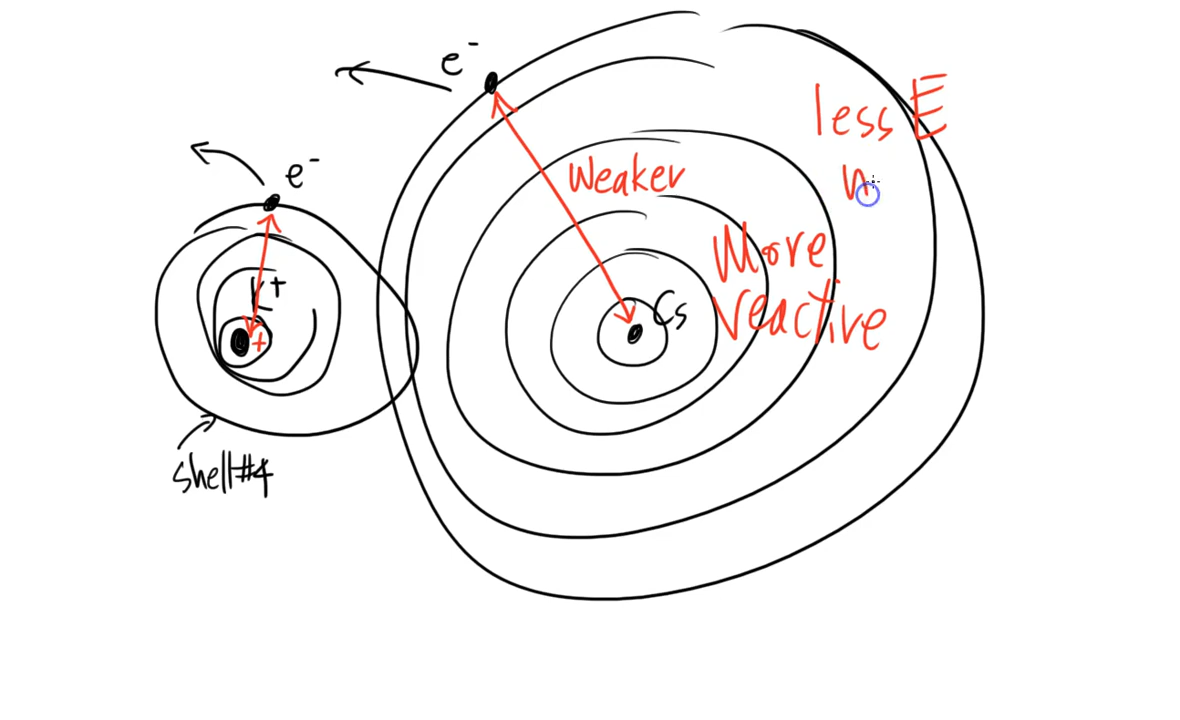 e⁻
less E
e⁻
n
Weaker
More
reactive
K+
Cs
+
shell#4